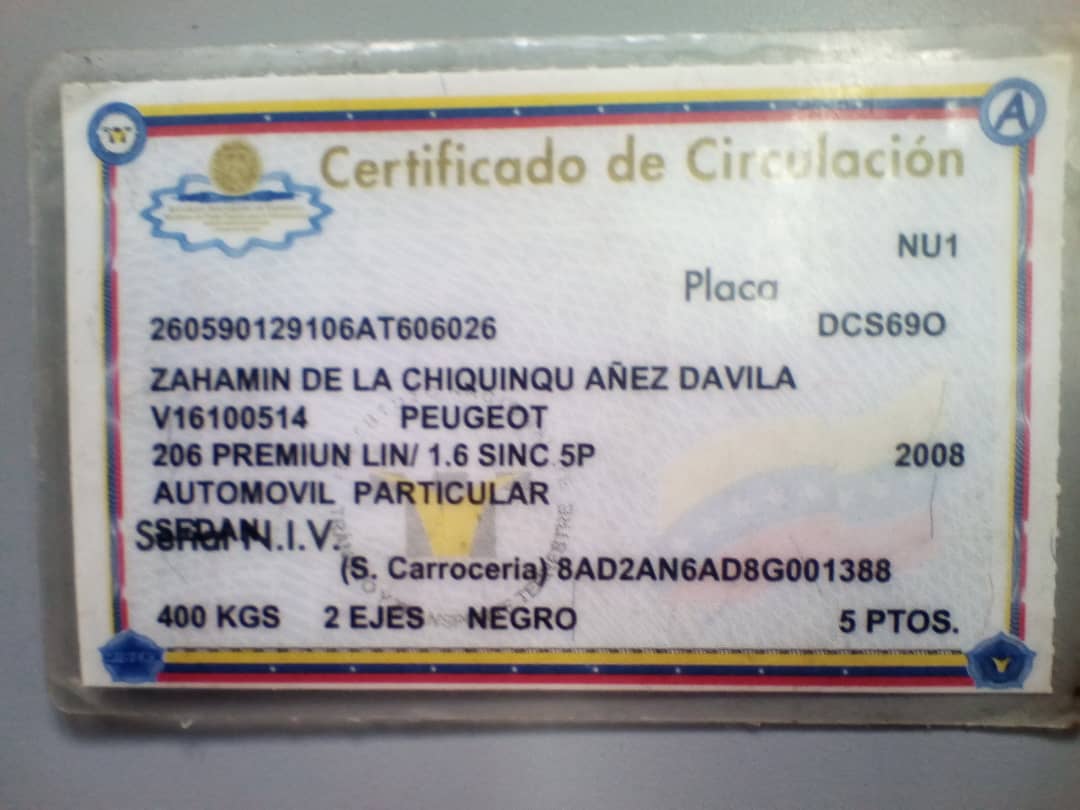 A
Certificado de Circulación
NU1
Placa
260590129106AT606026 DCS69O
ZAHAMIN DE LA CHIQUINQU AÑEZ DAVILA
V16100514 PEUGEOT
206 PREMIUN LIN/ 1.6 SINC 5P 2008
AUTOMOVIL PARTICULAR
SEDAN
Serial N.I.V.
(S. Carroceria) 8AD2AN6AD8G001388
400 KGS 2 EJES NEGRO 5 PTOS.